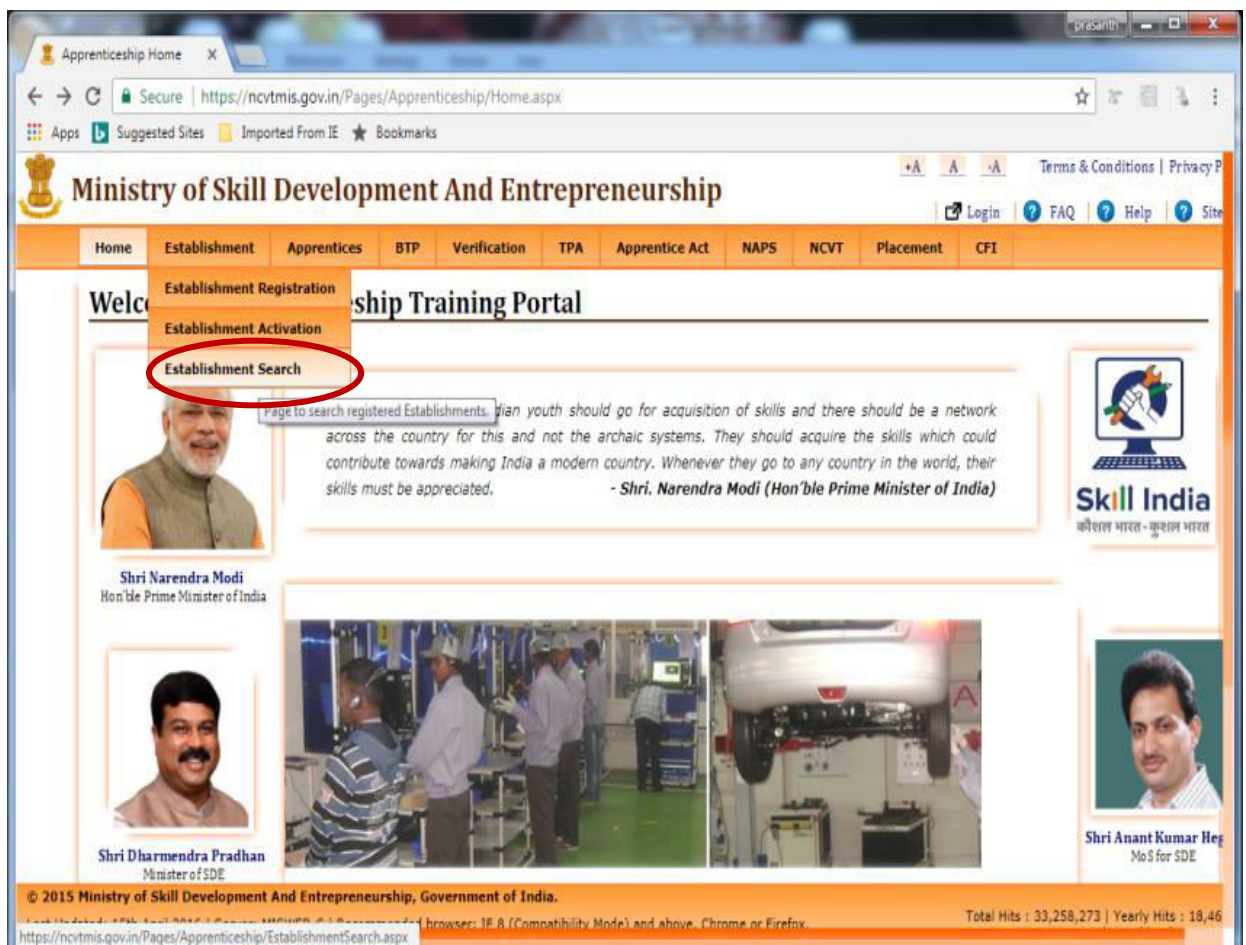 prasanth
Apprenticeship Home
Secure | https://ncvtmis.gov.in/Pages/Apprenticeship/Home.aspx
Apps Suggested Sites Imported From IE Bookmarks
+A A -A Terms & Conditions | Privacy P
Ministry of Skill Development And Entrepreneurship
Login FAQ Help Site
Home Establishment Apprentices BTP Verification TPA Apprentice Act NAPS NCVT Placement CFI
Establishment Registration
Establishment Activation
Establishment Search
Welc ship Training Portal
Page to search registered Establishments.
dian youth should go for acquisition of skills and there should be a network
across the country for this and not the archaic systems. They should acquire the skills which could
contribute towards making India a modern country. Whenever they go to any country in the world, their
skills must be appreciated. - Shri. Narendra Modi (Hon'ble Prime Minister of India)
Skill India
कौशल भारत - कुशल भारत
Shri Narendra Modi
Hon'ble Prime Minister of India
A
Shri Dharmendra Pradhan
Minister of SDE
Shri Anant Kumar Heg
MoS for SDE
© 2015 Ministry of Skill Development And Entrepreneurship, Government of India.
browser: IE 8 (Compatibility Mode) and above, Chrome or Firefox.
Total Hits : 33,258,273 | Yearly Hits : 18,46
https://ncvtmis.gov.in/Pages/Apprenticeship/EstablishmentSearch.aspx